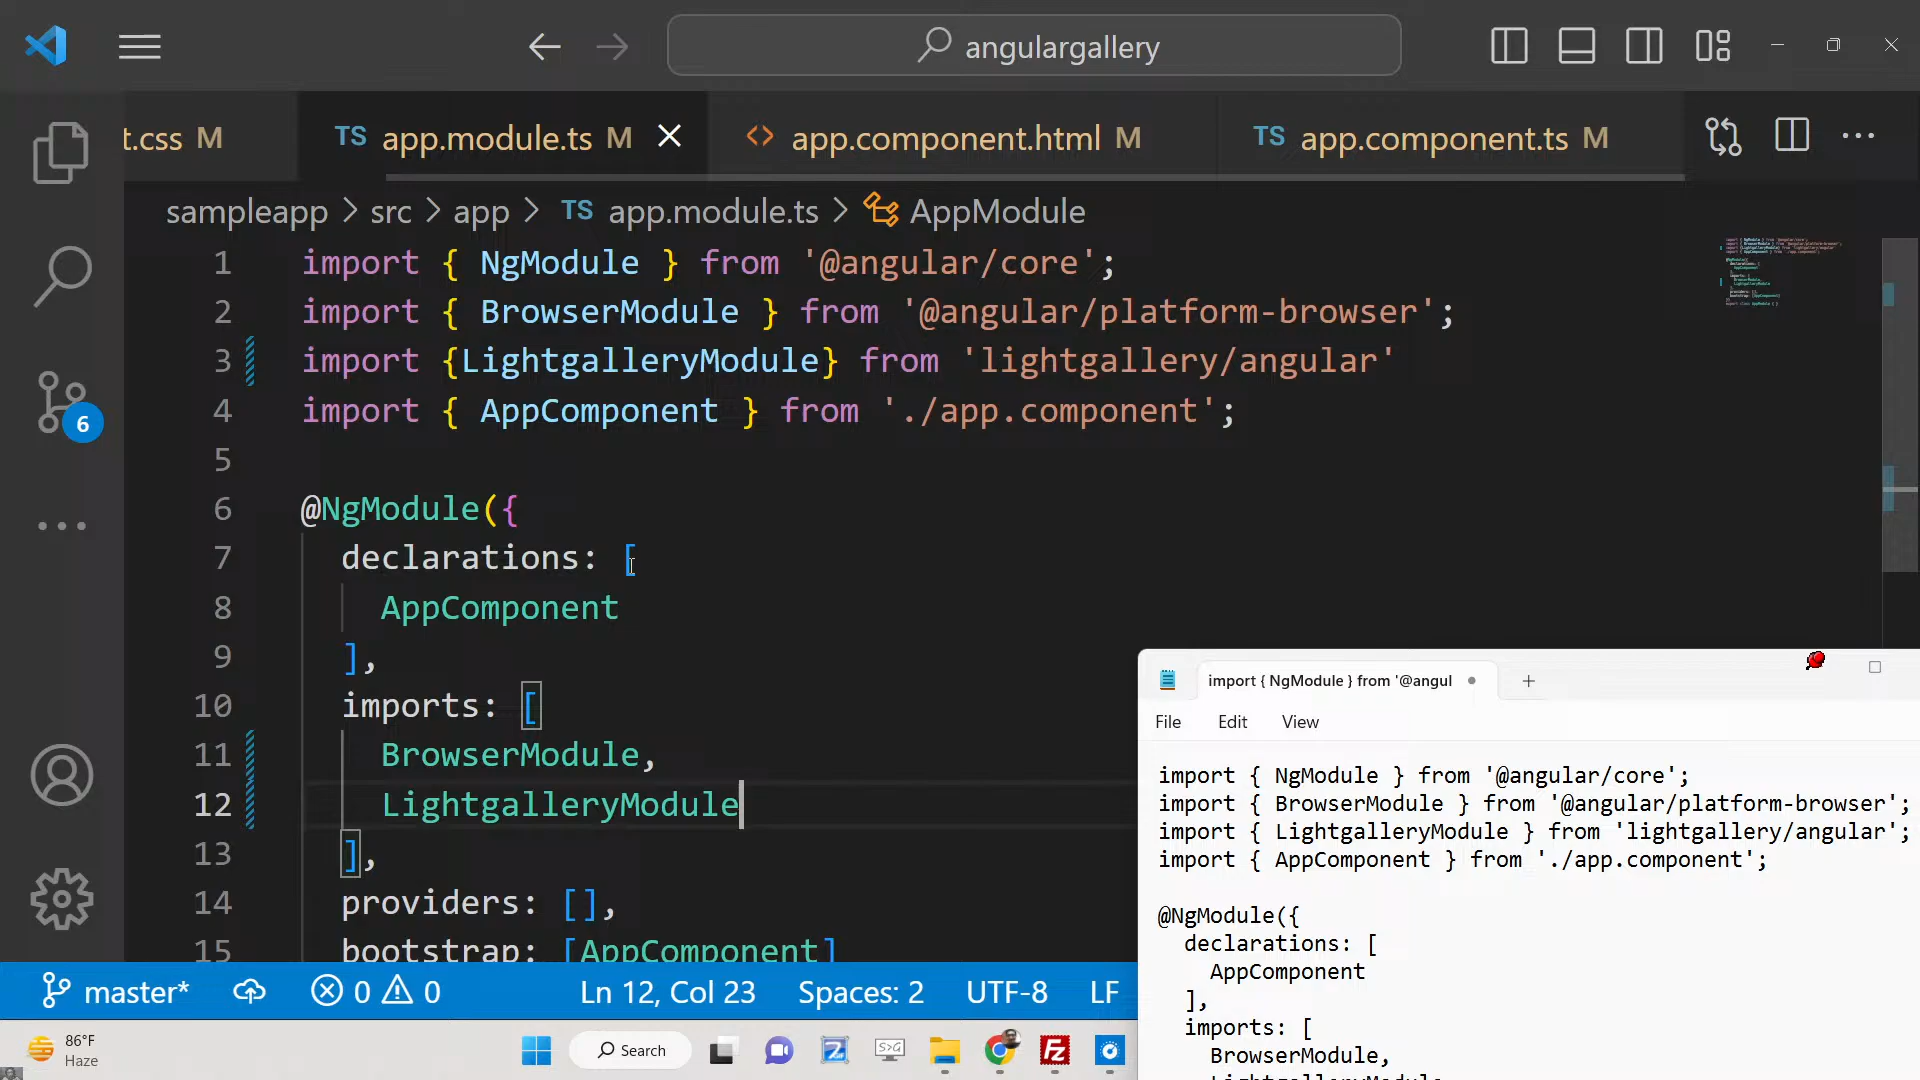 angulargallery
t.css M
TS app.module.ts M
<> app.component.html M
TS app.component.ts M
sampleapp > src > app > TS app.module.ts > AppModule
1 import { NgModule } from '@angular/core';
2 import { BrowserModule } from '@angular/platform-browser';
3 import {LightgalleryModule} from 'lightgallery/angular'
4 import { AppComponent } from './app.component';
5
6 @NgModule({
7 declarations: [
8 AppComponent
9 ],
10 imports: [
11 BrowserModule,
12 LightgalleryModule
13 ],
14 providers: [],
15 bootstrap: [AppComponent]
6
master* 0 0 Ln 12, Col 23 Spaces: 2 UTF-8 LF
import { NgModule } from '@angul
File Edit View
import { NgModule } from '@angular/core';
import { BrowserModule } from '@angular/platform-browser';
import { LightgalleryModule } from 'lightgallery/angular';
import { AppComponent } from './app.component';
@NgModule({
declarations: [
AppComponent
],
imports: [
BrowserModule,
LightgalleryModule
86°F
Haze
Search